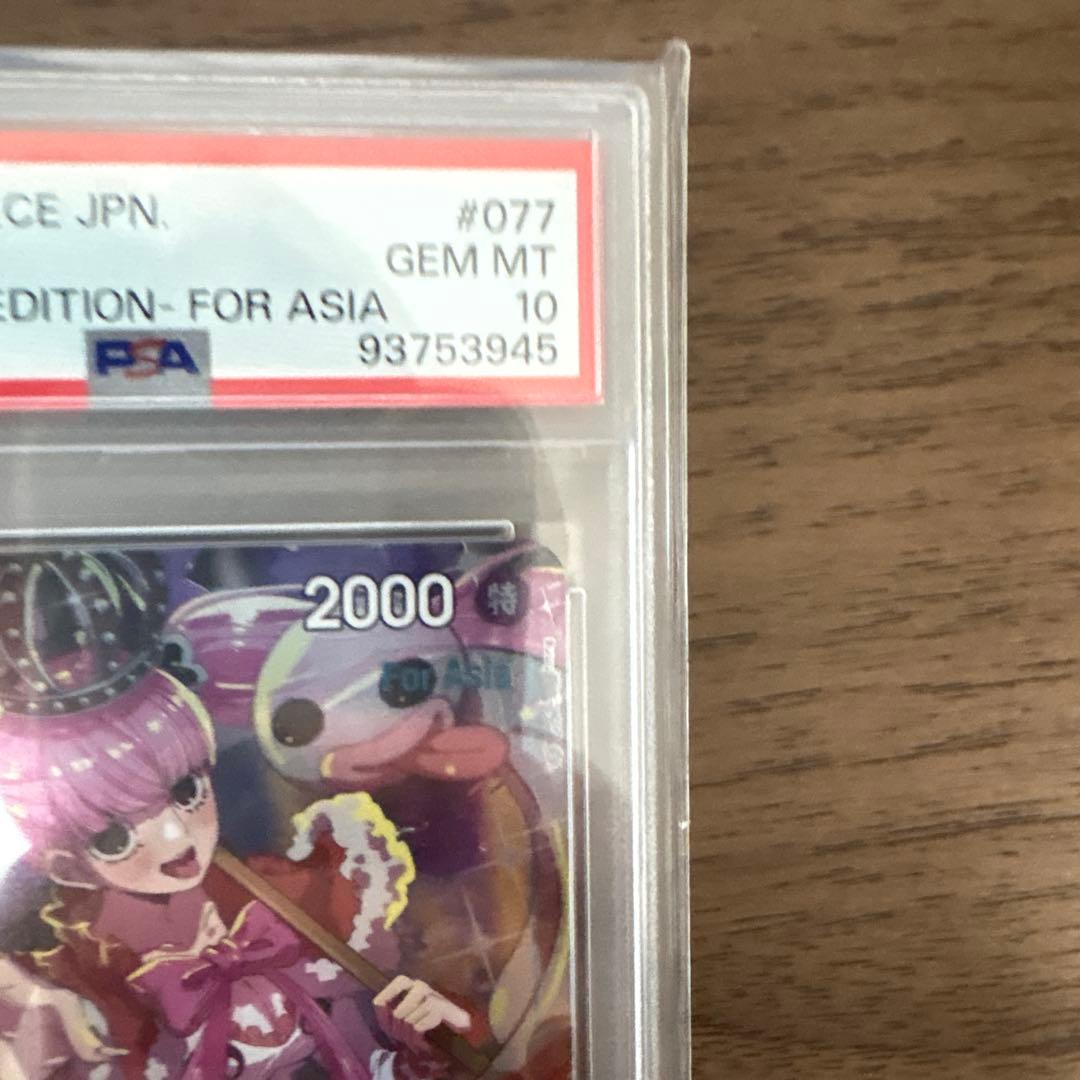 ECE JPN. #077
GEM MT
EDITION- FOR ASIA 10
PSA 93753945
2000 特
For Asia